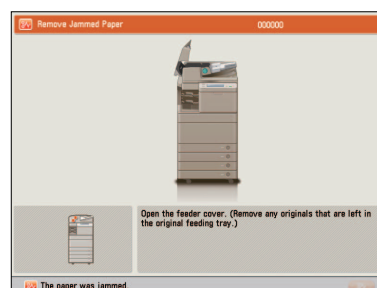 Remove Jammed Paper 000000
Open the feeder cover. (Remove any originals that are left in
the original feeding tray.)
The paper was jammed.